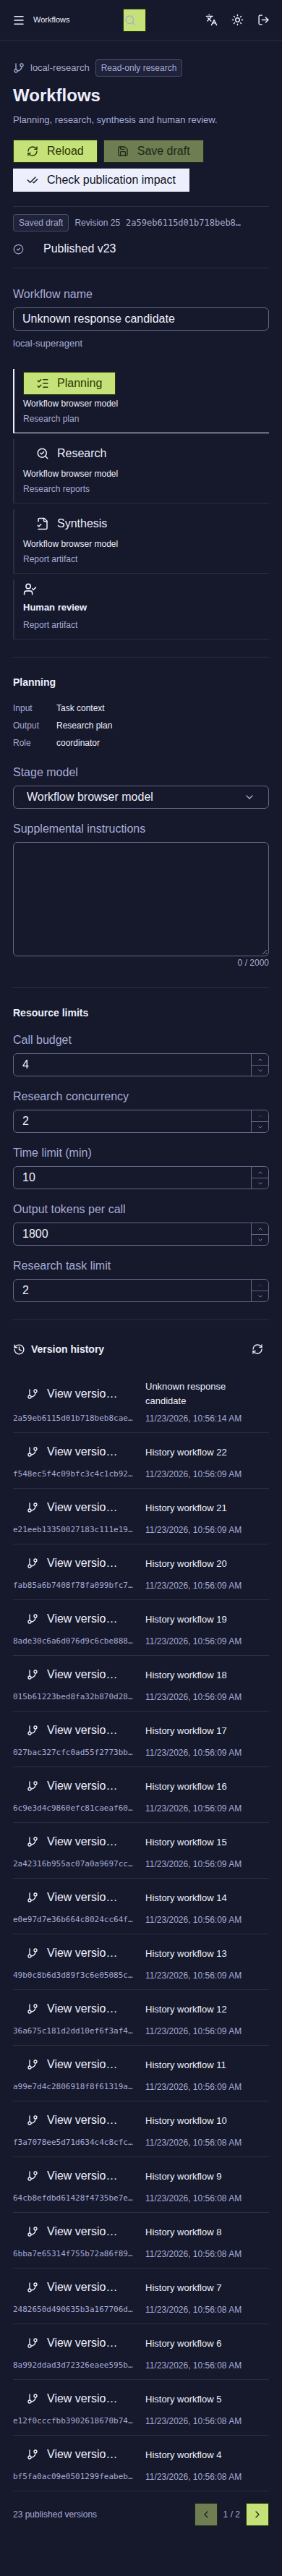 Workflows
local-research Read-only research
Workflows
Planning, research, synthesis and human review.
Reload Save draft
Check publication impact
Saved draft Revision 25 2a59eb6115d01b718beb8…
Published v23
Workflow name
Unknown response candidate
local-superagent
Planning
Workflow browser model
Research plan
Research
Workflow browser model
Research reports
Synthesis
Workflow browser model
Report artifact
Human review
Report artifact
Planning
Input Task context
Output Research plan
Role coordinator
Stage model
Workflow browser model
Supplemental instructions
0 / 2000
Resource limits
Call budget
4
Research concurrency
2
Time limit (min)
10
Output tokens per call
1800
Research task limit
2
Version history
View versio… Unknown response candidate
2a59eb6115d01b718beb8cae… 11/23/2026, 10:56:14 AM
View versio… History workflow 22
f548ec5f4c09bfc3c4c1cb92… 11/23/2026, 10:56:09 AM
View versio… History workflow 21
e21eeb13350027183c111e19… 11/23/2026, 10:56:09 AM
View versio… History workflow 20
fab85a6b7408f78fa099bfc7… 11/23/2026, 10:56:09 AM
View versio… History workflow 19
8ade30c6a6d076d9c6cbe888… 11/23/2026, 10:56:09 AM
View versio… History workflow 18
015b61223bed8fa32b870d28… 11/23/2026, 10:56:09 AM
View versio… History workflow 17
027bac327cfc0ad55f2773bb… 11/23/2026, 10:56:09 AM
View versio… History workflow 16
6c9e3d4c9860efc81caeaf60… 11/23/2026, 10:56:09 AM
View versio… History workflow 15
2a42316b955ac07a0a9697cc… 11/23/2026, 10:56:09 AM
View versio… History workflow 14
e0e97d7e36b664c8024cc64f… 11/23/2026, 10:56:09 AM
View versio… History workflow 13
49b0c8b6d3d89f3c6e05085c… 11/23/2026, 10:56:09 AM
View versio… History workflow 12
36a675c181d2dd10ef6f3af4… 11/23/2026, 10:56:09 AM
View versio… History workflow 11
a99e7d4c2806918f8f61319a… 11/23/2026, 10:56:09 AM
View versio… History workflow 10
f3a7078ee5d71d634c4c8cfc… 11/23/2026, 10:56:08 AM
View versio… History workflow 9
64cb8efdbd61428f4735be7e… 11/23/2026, 10:56:08 AM
View versio… History workflow 8
6bba7e65314f755b72a86f89… 11/23/2026, 10:56:08 AM
View versio… History workflow 7
2482650d490635b3a167706d… 11/23/2026, 10:56:08 AM
View versio… History workflow 6
8a992ddad3d72326eaee595b… 11/23/2026, 10:56:08 AM
View versio… History workflow 5
e12f0cccfbb3902618670b74… 11/23/2026, 10:56:08 AM
View versio… History workflow 4
bf5fa0ac09e0501299feabeb… 11/23/2026, 10:56:08 AM
23 published versions 1 / 2